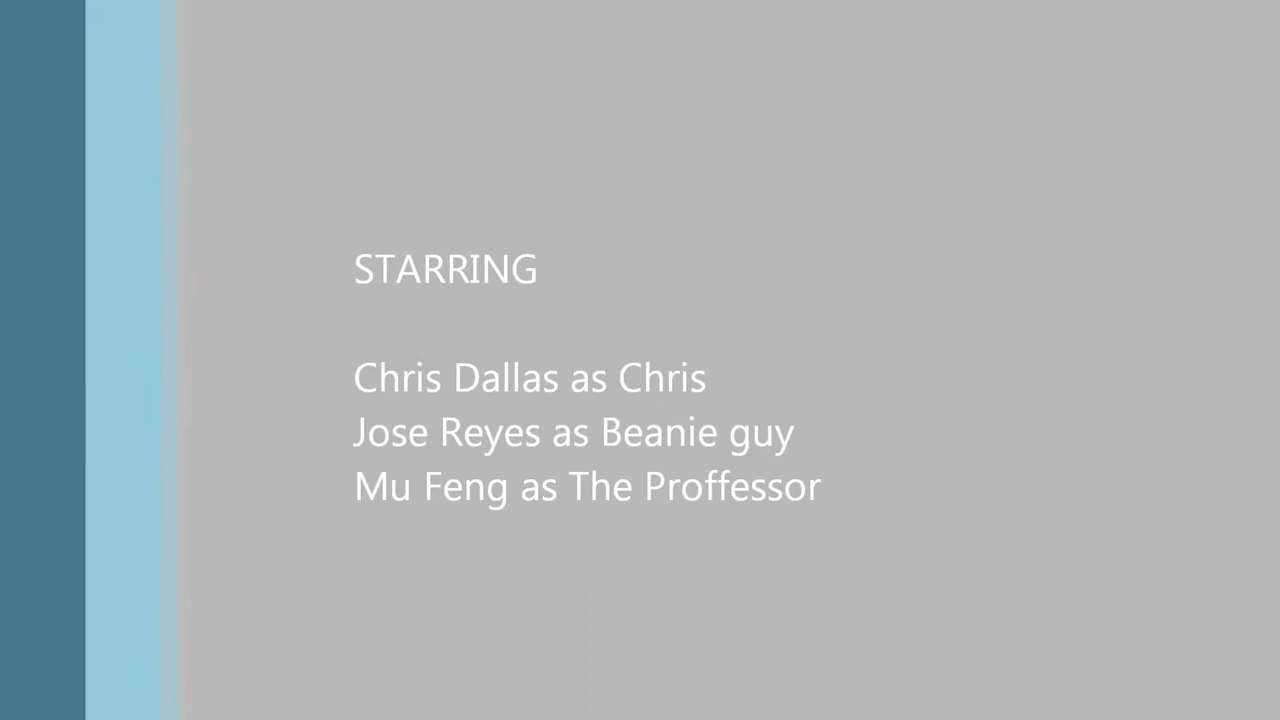 STARRING
Chris Dallas as Chris
Jose Reyes as Beanie guy
Mu Feng as The Proffessor